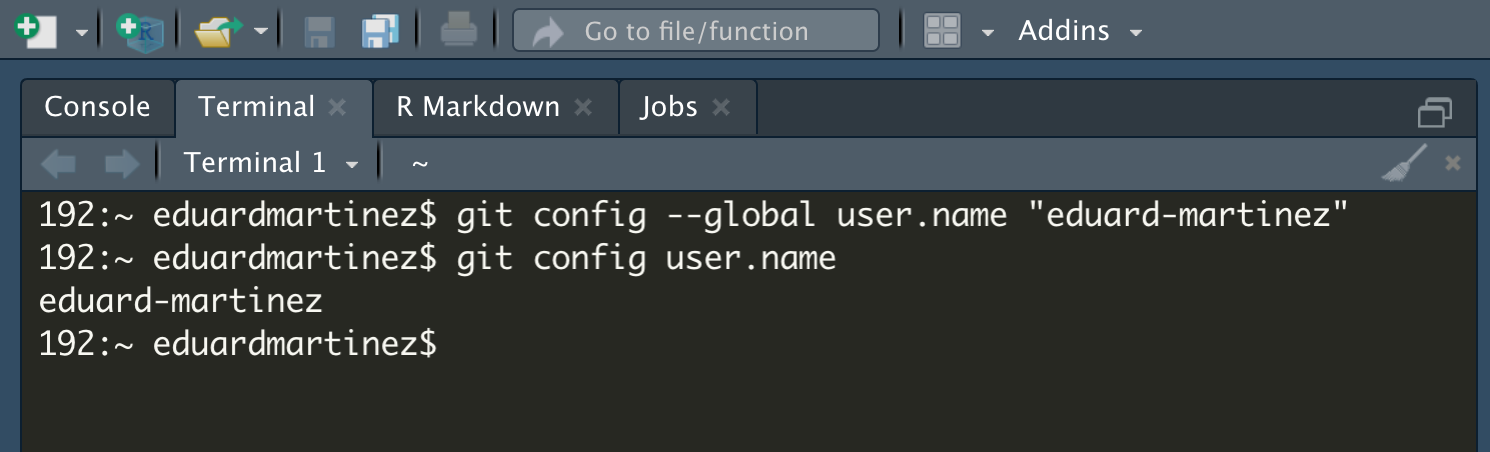 Go to file/function Addins
Console Terminal R Markdown Jobs
Terminal 1 ~
192:~ eduardmartinez$ git config --global user.name "eduard-martinez"
192:~ eduardmartinez$ git config user.name
eduard-martinez
192:~ eduardmartinez$